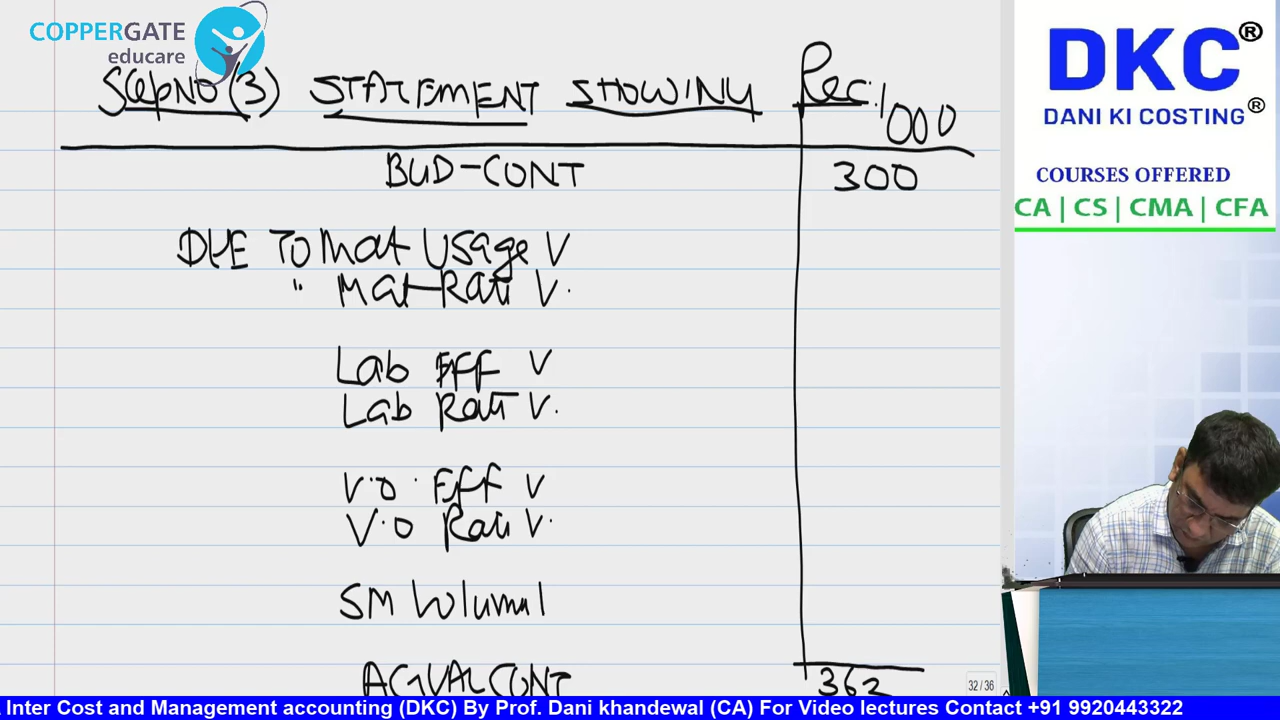 COPPERGATE
educare
StepNO (3) STATEMENT SHOWING Rec.
'000
BUD-CONT 300
DUE TO Mat Usage V
" Mat Rate V.
Lab Eff V
Lab Rate V.
V.O. Eff V
V.O Rate V.
SM Volume
ACTUAL CONT 362
32 / 36
DKC®
DANI KI COSTING®
COURSES OFFERED
CA | CS | CMA | CFA
Inter Cost and Management accounting (DKC) By Prof. Dani khandewal (CA) For Video lectures Contact +91 9920443322